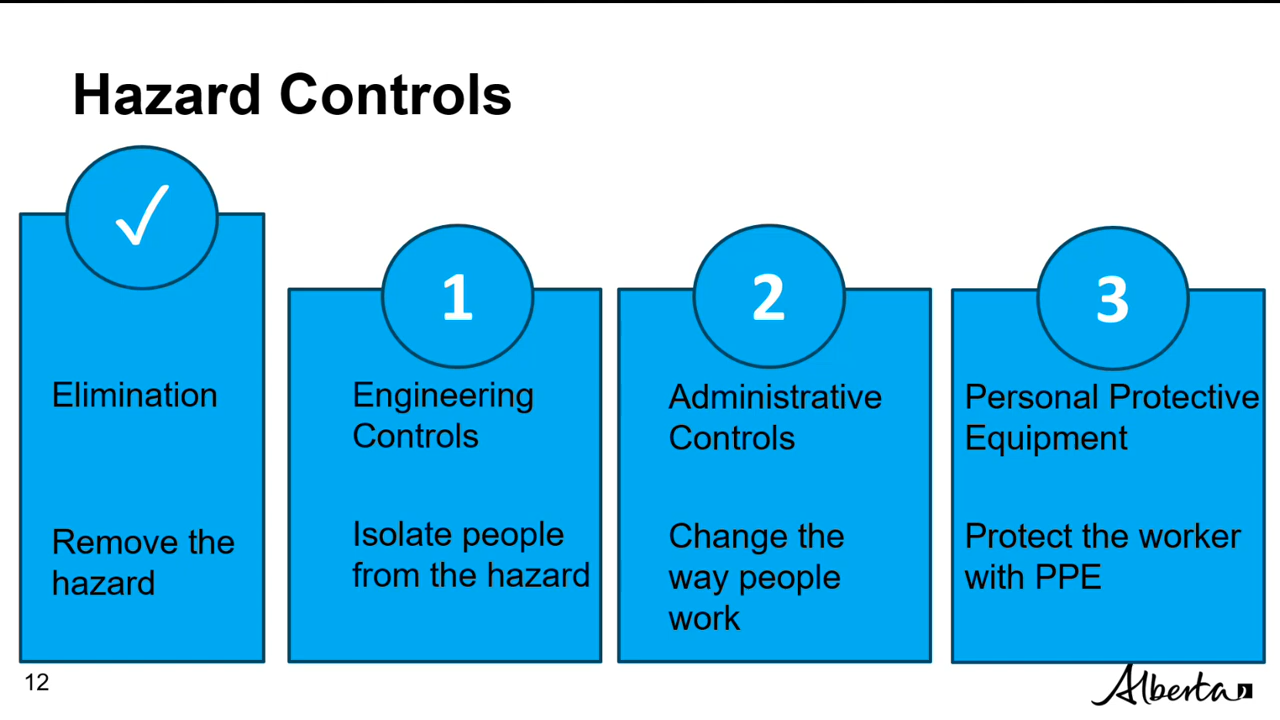 Hazard Controls
✓
Elimination
Remove the
hazard
1
Engineering
Controls
Isolate people
from the hazard
2
Administrative
Controls
Change the
way people
work
3
Personal Protective
Equipment
Protect the worker
with PPE
12
Alberta